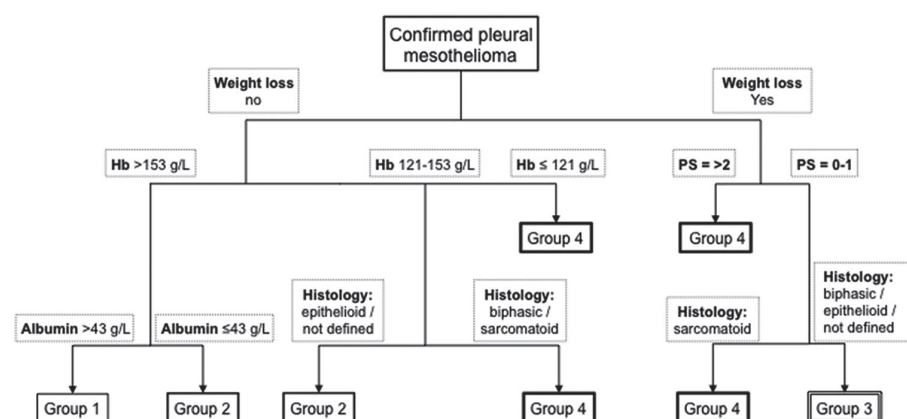 Confirmed pleural
mesothelioma
Weight loss
no
Weight loss
Yes
Hb >153 g/L
Hb 121-153 g/L
Hb ≤ 121 g/L
PS = >2
PS = 0-1
Group 4
Group 4
Histology:
epithelioid /
not defined
Histology:
biphasic /
sarcomatoid
Histology:
sarcomatoid
Histology:
biphasic /
epithelioid /
not defined
Albumin >43 g/L
Albumin ≤43 g/L
Group 1
Group 2
Group 2
Group 4
Group 4
Group 3